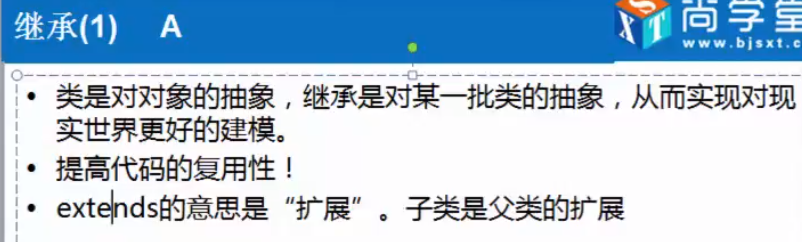 继承(1) A
尚学堂
SXT
www.bjsxt.c
• 类是对对象的抽象，继承是对某一批类的抽象，从而实现对现
实世界更好的建模。
• 提高代码的复用性！
• extends的意思是“扩展”。子类是父类的扩展